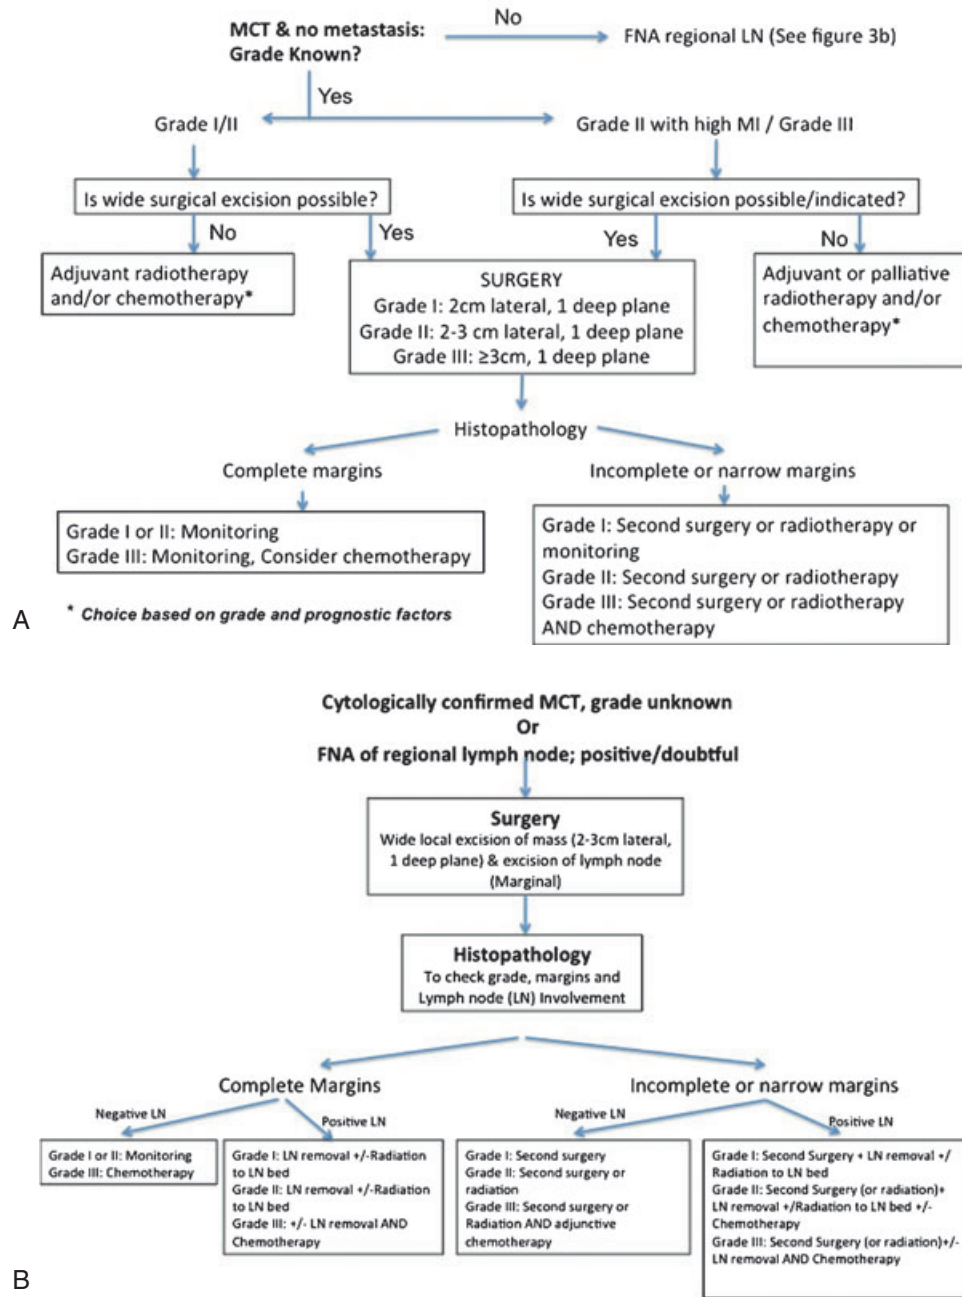 MCT & no metastasis:
Grade Known?
No
FNA regional LN (See figure 3b)
Yes
Grade I/II
Grade II with high MI / Grade III
Is wide surgical excision possible?
Is wide surgical excision possible/indicated?
No
Yes
Yes
No
Adjuvant radiotherapy
and/or chemotherapy*
SURGERY
Grade I: 2cm lateral, 1 deep plane
Grade II: 2-3 cm lateral, 1 deep plane
Grade III: ≥3cm, 1 deep plane
Adjuvant or palliative
radiotherapy and/or
chemotherapy*
Histopathology
Complete margins
Incomplete or narrow margins
Grade I or II: Monitoring
Grade III: Monitoring, Consider chemotherapy
Grade I: Second surgery or radiotherapy or
monitoring
Grade II: Second surgery or radiotherapy
Grade III: Second surgery or radiotherapy
AND chemotherapy
* Choice based on grade and prognostic factors
A
Cytologically confirmed MCT, grade unknown
Or
FNA of regional lymph node; positive/doubtful
Surgery
Wide local excision of mass (2-3cm lateral,
1 deep plane) & excision of lymph node
(Marginal)
Histopathology
To check grade, margins and
Lymph node (LN) Involvement
Complete Margins
Incomplete or narrow margins
Negative LN
Positive LN
Negative LN
Positive LN
Grade I or II: Monitoring
Grade III: Chemotherapy
Grade I: LN removal +/-Radiation
to LN bed
Grade II: LN removal +/-Radiation
to LN bed
Grade III: +/- LN removal AND
Chemotherapy
Grade I: Second surgery
Grade II: Second surgery or
radiation
Grade III: Second surgery or
Radiation AND adjunctive
chemotherapy
Grade I: Second Surgery + LN removal +/
Radiation to LN bed
Grade II: Second Surgery (or radiation)+
LN removal +/Radiation to LN bed +/-
Chemotherapy
Grade III: Second Surgery (or radiation)+/-
LN removal AND Chemotherapy
B